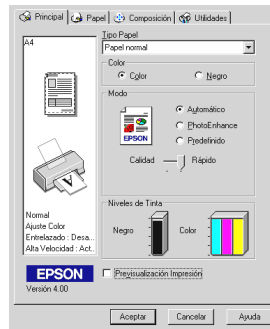 Principal Papel Composición Utilidades
A4
Tipo Papel
Papel normal
Color
Color Negro
Modo
Automático
PhotoEnhance
Predefinido
EPSON
Calidad Rápido
Normal
Ajuste Color
Entrelazado : Desa...
Alta Velocidad : Act...
Niveles de Tinta
Negro Color
EPSON
Versión 4.00
Previsualización Impresión
Aceptar Cancelar Ayuda